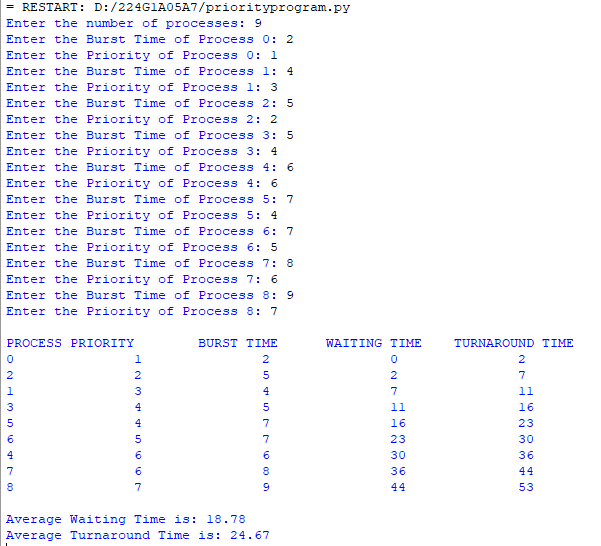 = RESTART: D:/224G1A05A7/priorityprogram.py
Enter the number of processes: 9
Enter the Burst Time of Process 0: 2
Enter the Priority of Process 0: 1
Enter the Burst Time of Process 1: 4
Enter the Priority of Process 1: 3
Enter the Burst Time of Process 2: 5
Enter the Priority of Process 2: 2
Enter the Burst Time of Process 3: 5
Enter the Priority of Process 3: 4
Enter the Burst Time of Process 4: 6
Enter the Priority of Process 4: 6
Enter the Burst Time of Process 5: 7
Enter the Priority of Process 5: 4
Enter the Burst Time of Process 6: 7
Enter the Priority of Process 6: 5
Enter the Burst Time of Process 7: 8
Enter the Priority of Process 7: 6
Enter the Burst Time of Process 8: 9
Enter the Priority of Process 8: 7

PROCESS PRIORITY        BURST TIME      WAITING TIME    TURNAROUND TIME
0               1               2               0               2
2               2               5               2               7
1               3               4               7               11
3               4               5               11              16
5               4               7               16              23
6               5               7               23              30
4               6               6               30              36
7               6               8               36              44
8               7               9               44              53

Average Waiting Time is: 18.78
Average Turnaround Time is: 24.67